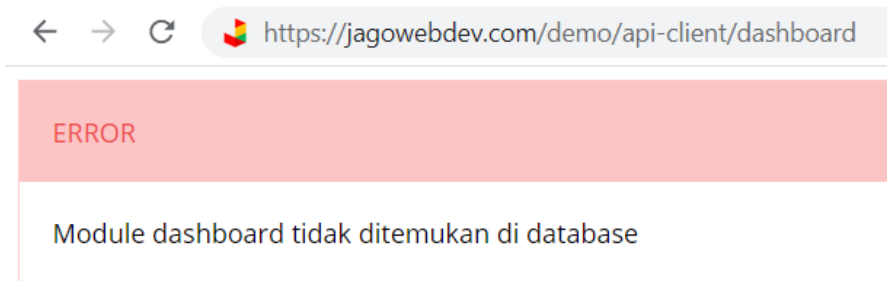 https://jagowebdev.com/demo/api-client/dashboard
ERROR
Module dashboard tidak ditemukan di database